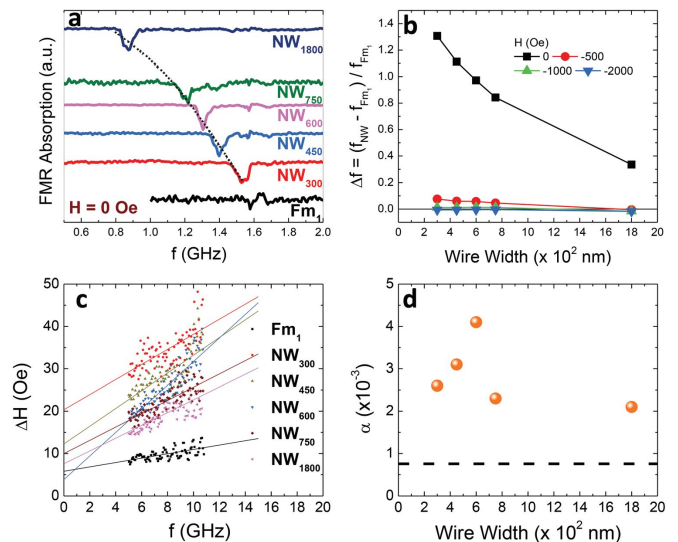 a
FMR Absorption (a.u.)
NW1800
NW750
NW600
NW450
NW300
Fm1
H = 0 Oe
0.6 0.8 1.0 1.2 1.4 1.6 1.8 2.0
f (GHz)
b
Δf = (fNW - fFm1) / fFm1
H (Oe)
0 -500
-1000 -2000
1.4
1.2
1.0
0.8
0.6
0.4
0.2
0.0
0 2 4 6 8 10 12 14 16 18 20
Wire Width (x 10² nm)
c
ΔH (Oe)
50
40
30
20
10
0
Fm1
NW300
NW450
NW600
NW750
NW1800
0 2 4 6 8 10 12 14 16 18 20
f (GHz)
d
α (x10⁻³)
5
4
3
2
1
0
0 2 4 6 8 10 12 14 16 18 20
Wire Width (x 10² nm)